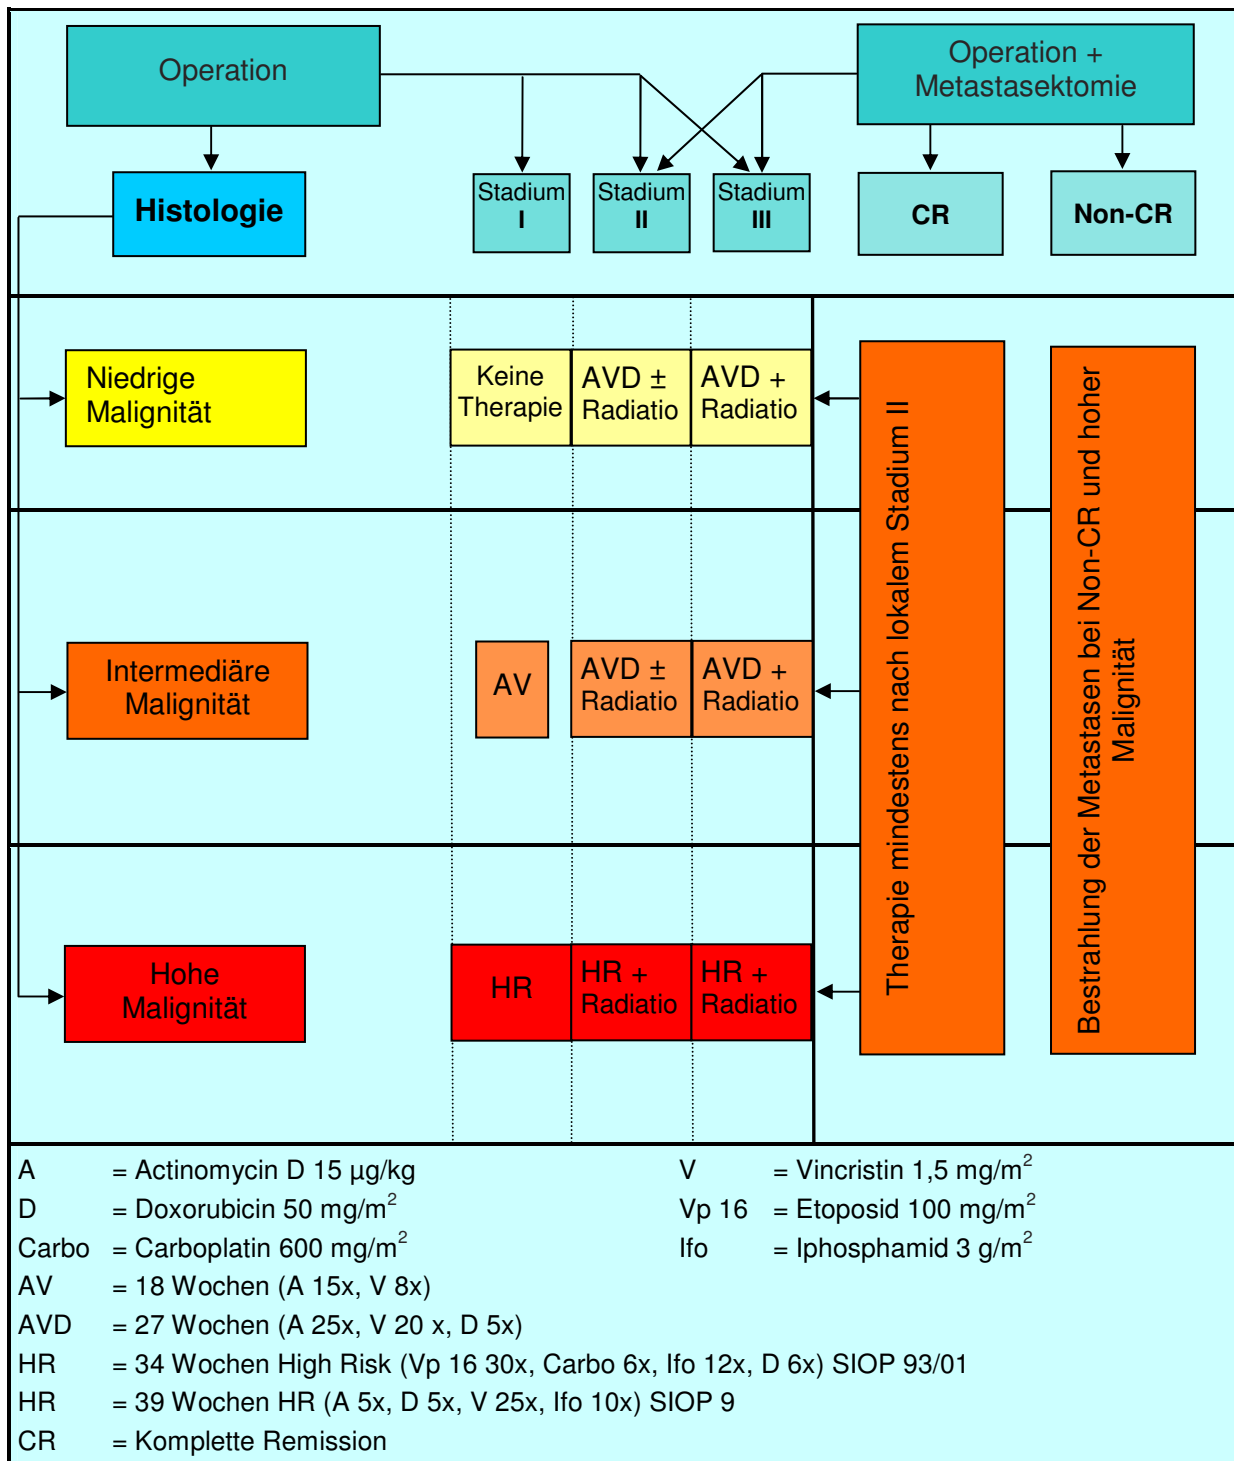 Operation
Operation +
Metastasektomie
Histologie
Stadium
I
Stadium
II
Stadium
III
CR
Non-CR
Niedrige
Malignität
Keine
Therapie
AVD ±
Radiatio
AVD +
Radiatio
Intermediäre
Malignität
AV
AVD ±
Radiatio
AVD +
Radiatio
Hohe
Malignität
HR
HR +
Radiatio
HR +
Radiatio
Therapie mindestens nach lokalem Stadium II
Bestrahlung der Metastasen bei Non-CR und hoher
Malignität
A = Actinomycin D 15 µg/kg
V = Vincristin 1,5 mg/m²
D = Doxorubicin 50 mg/m²
Vp 16 = Etoposid 100 mg/m²
Carbo = Carboplatin 600 mg/m²
Ifo = Iphosphamid 3 g/m²
AV = 18 Wochen (A 15x, V 8x)
AVD = 27 Wochen (A 25x, V 20 x, D 5x)
HR = 34 Wochen High Risk (Vp 16 30x, Carbo 6x, Ifo 12x, D 6x) SIOP 93/01
HR = 39 Wochen HR (A 5x, D 5x, V 25x, Ifo 10x) SIOP 9
CR = Komplette Remission